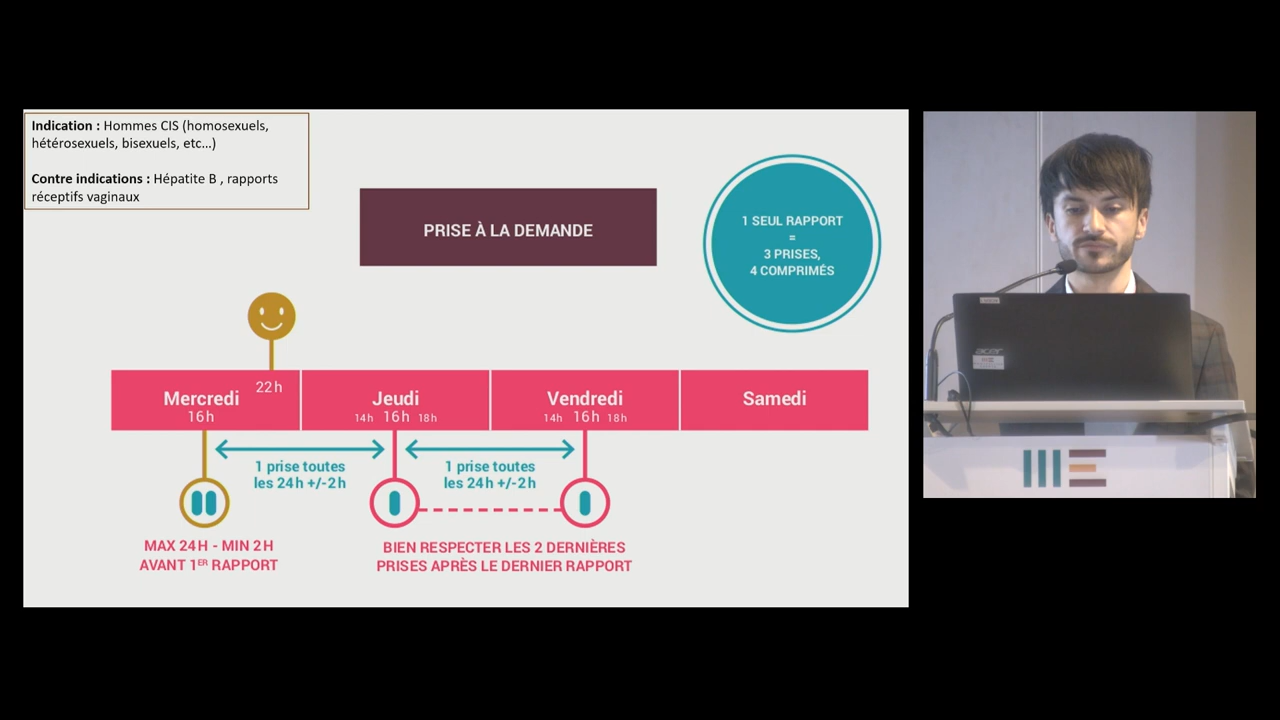 Indication : Hommes CIS (homosexuels,
hétérosexuels, bisexuels, etc...)
Contre indications : Hépatite B , rapports
réceptifs vaginaux
PRISE À LA DEMANDE
1 SEUL RAPPORT
=
3 PRISES,
4 COMPRIMÉS
22h
Mercredi
16h
Jeudi
14h 16h 18h
Vendredi
14h 16h 18h
Samedi
1 prise toutes
les 24h +/-2h
1 prise toutes
les 24h +/-2h
MAX 24H - MIN 2H
AVANT 1ER RAPPORT
BIEN RESPECTER LES 2 DERNIÈRES
PRISES APRÈS LE DERNIER RAPPORT
acer